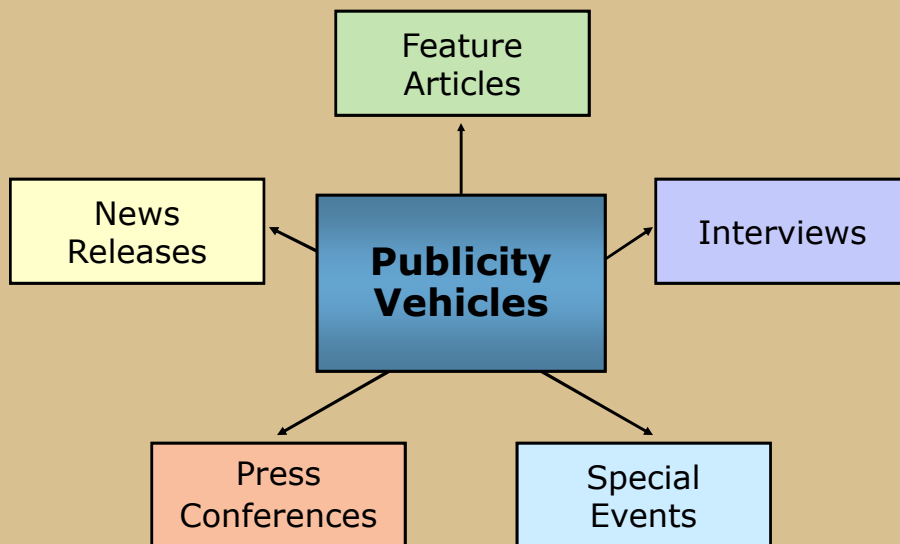 Feature
Articles
News
Releases
Publicity
Vehicles
Interviews
Press
Conferences
Special
Events